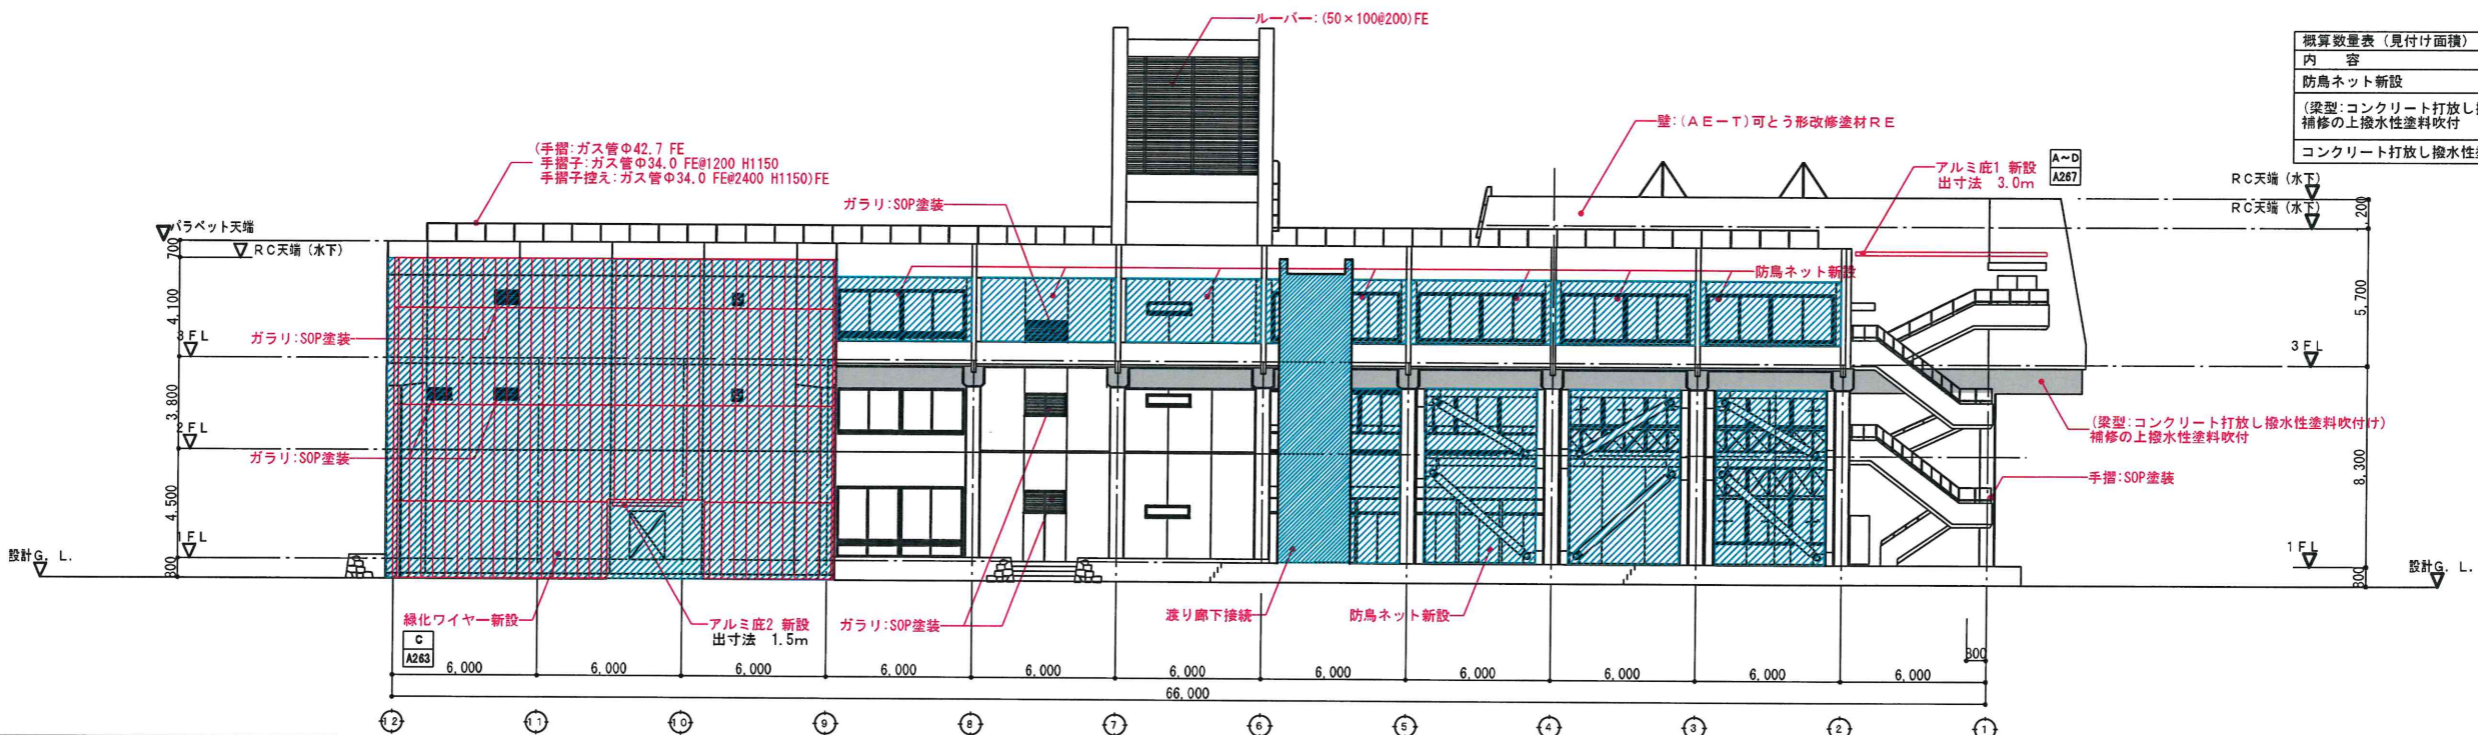 ルーバー:(50×100@200)FE
概算数量表（見付け面積）
内　容
防鳥ネット新設
(梁型:コンクリート打放し
補修の上撥水性塗料吹付
コンクリート打放し撥水性
(手摺:ガス管Φ42.7 FE
手摺子:ガス管Φ34.0 FE@1200 H1150
手摺子控え:ガス管Φ34.0 FE@2400 H1150)FE
壁:(AE-T)可とう形改修塗材RE
アルミ庇1 新設
出寸法 3.0m
A~D
A267
RC天端（水下）
RC天端（水下）
1,200
ガラリ:SOP塗装
パラペット天端
RC天端（水下）
700
防鳥ネット新設
4,100
5,700
ガラリ:SOP塗装
3FL
3FL
3,800
(梁型:コンクリート打放し撥水性塗料吹付け)
補修の上撥水性塗料吹付
2FL
ガラリ:SOP塗装
手摺:SOP塗装
8,300
4,500
1FL
1FL
設計G.L.
設計G.L.
800
800
緑化ワイヤー新設
C
A263
アルミ庇2 新設
出寸法 1.5m
ガラリ:SOP塗装
渡り廊下接続
防鳥ネット新設
800
6,000
6,000
6,000
6,000
6,000
6,000
6,000
6,000
6,000
6,000
6,000
66,000
12
11
10
9
8
7
6
5
4
3
2
1